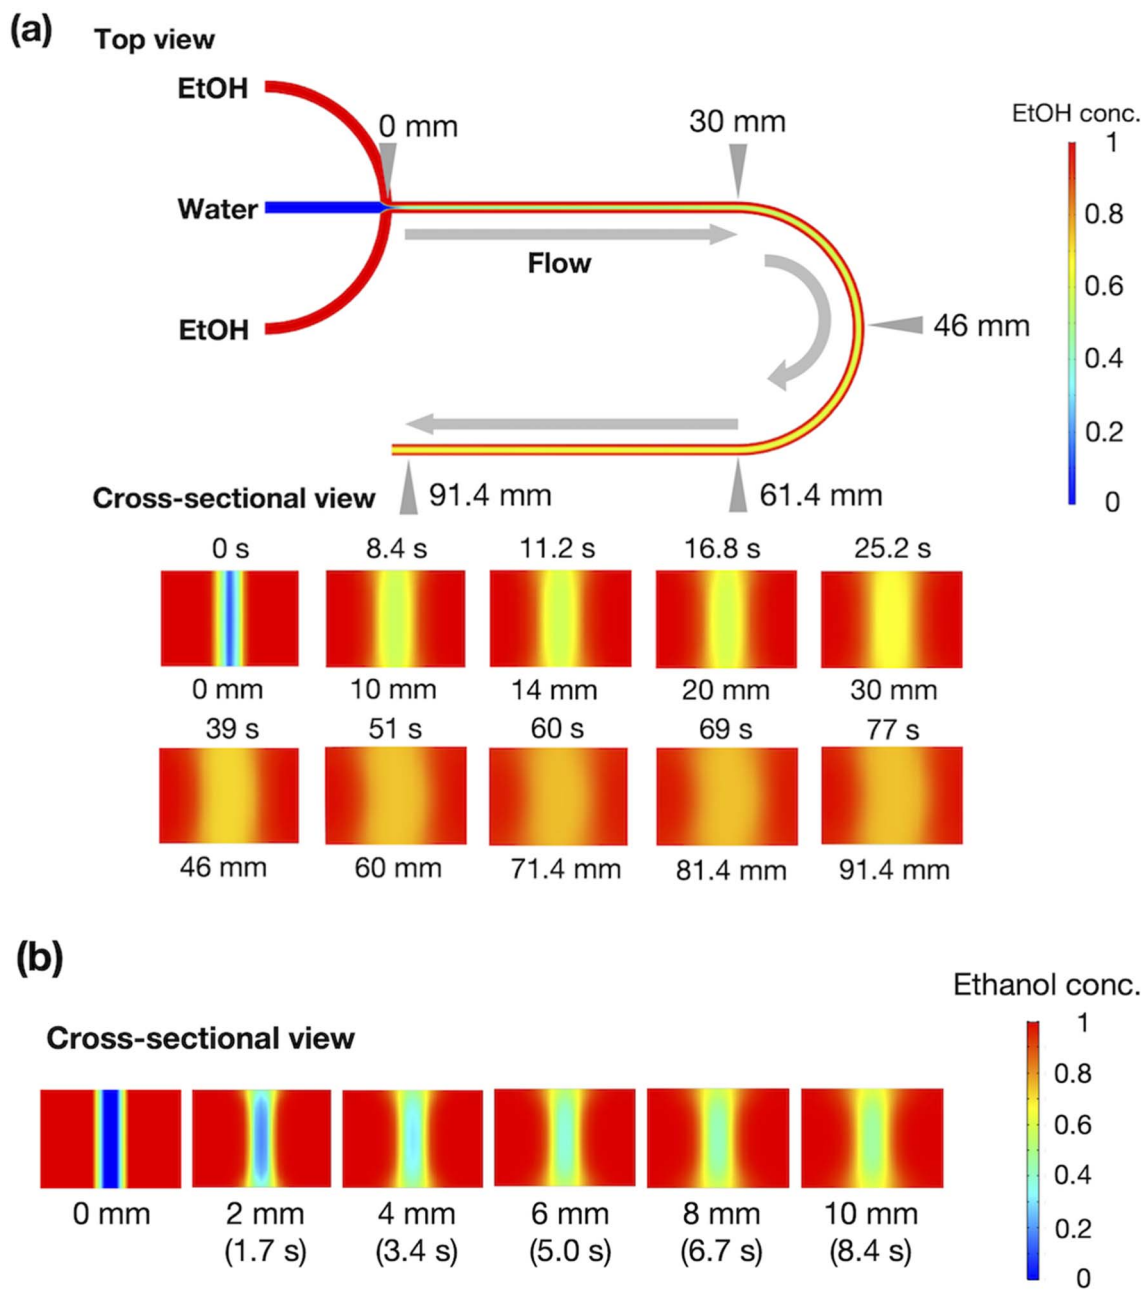 (a)
Top view
EtOH
0 mm
30 mm
EtOH conc.
1
0.8
0.6
0.4
0.2
0
Water
Flow
EtOH
46 mm
Cross-sectional view
91.4 mm
61.4 mm
0 s
8.4 s
11.2 s
16.8 s
25.2 s
0 mm
10 mm
14 mm
20 mm
30 mm
39 s
51 s
60 s
69 s
77 s
46 mm
60 mm
71.4 mm
81.4 mm
91.4 mm
(b)
Ethanol conc.
1
0.8
0.6
0.4
0.2
0
Cross-sectional view
0 mm
2 mm
(1.7 s)
4 mm
(3.4 s)
6 mm
(5.0 s)
8 mm
(6.7 s)
10 mm
(8.4 s)